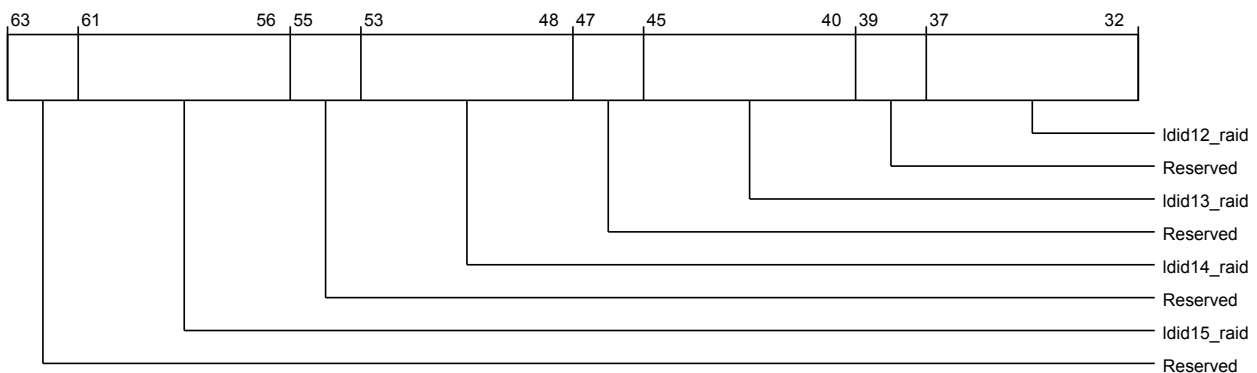 63 61 56 55 53 48 47 45 40 39 37 32
ldid12_raid
Reserved
ldid13_raid
Reserved
ldid14_raid
Reserved
ldid15_raid
Reserved